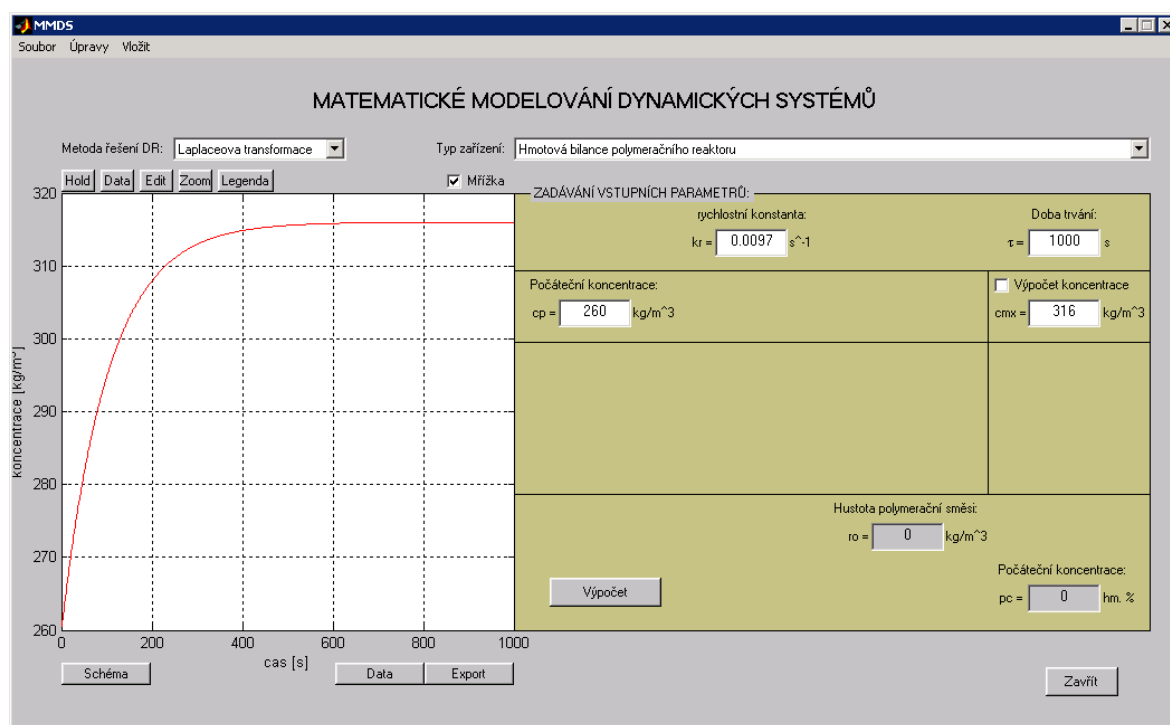 MMDS
Soubor Úpravy Vložit
MATEMATICKÉ MODELOVÁNÍ DYNAMICKÝCH SYSTÉMŮ
Metoda řešení DR: Laplaceova transformace Typ zařízení: Hmotová bilance polymeračního reaktoru
Hold Data Edit Zoom Legenda Mřížka
320
310
300
290
280
270
260
koncentrace [kg/m³]
0 200 400 600 800 1000
cas [s]
Schéma Data Export
ZADÁVÁNÍ VSTUPNÍCH PARAMETRŮ:
rychlostní konstanta: Doba trvání:
kr = 0.0097 s^-1 τ = 1000 s
Počáteční koncentrace: Výpočet koncentrace
cp = 260 kg/m^3 cmx = 316 kg/m^3
Hustota polymerační směsi:
ro = 0 kg/m^3
Počáteční koncentrace:
Výpočet pc = 0 hm. %
Zavřít